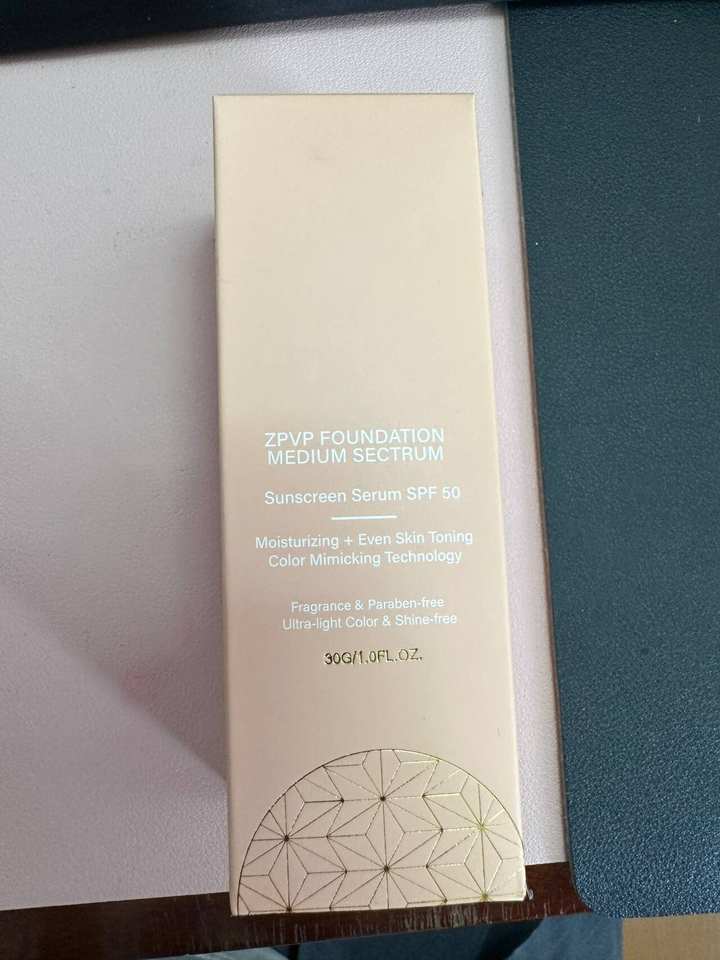 ZPVP FOUNDATION
MEDIUM SECTRUM
Sunscreen Serum SPF 50
Moisturizing + Even Skin Toning
Color Mimicking Technology
Fragrance & Paraben-free
Ultra-light Color & Shine-free
30G/1.0FL.OZ.